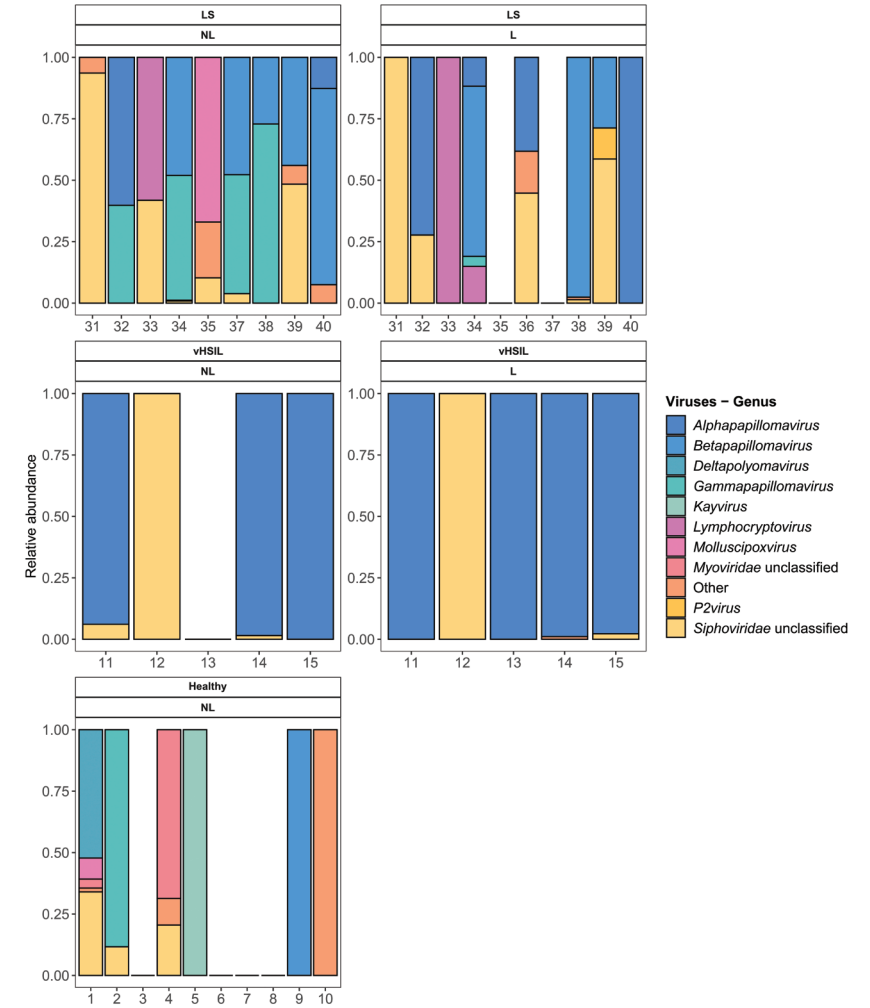 LS
NL
1.00
0.75
0.50
0.25
0.00
31 32 33 34 35 37 38 39 40
LS
L
1.00
0.75
0.50
0.25
0.00
31 32 33 34 35 36 37 38 39 40
vHSIL
NL
Relative abundance
1.00
0.75
0.50
0.25
0.00
11 12 13 14 15
vHSIL
L
1.00
0.75
0.50
0.25
0.00
11 12 13 14 15
Viruses − Genus
Alphapapillomavirus
Betapapillomavirus
Deltapolyomavirus
Gammapapillomavirus
Kayvirus
Lymphocryptovirus
Molluscipoxvirus
Myoviridae unclassified
Other
P2virus
Siphoviridae unclassified
Healthy
NL
1.00
0.75
0.50
0.25
0.00
1 2 3 4 5 6 7 8 9 10